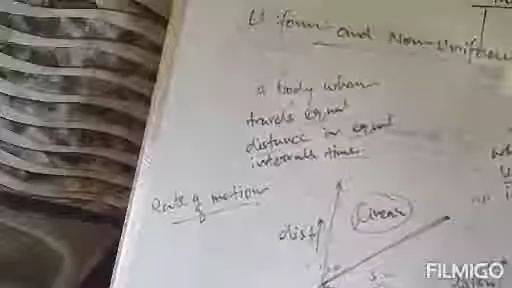 Uniform and Non-Uniform
a body when
travels equal
distance in equal
intervals time.
Rate of motion
dist
Linear
FILMIGO